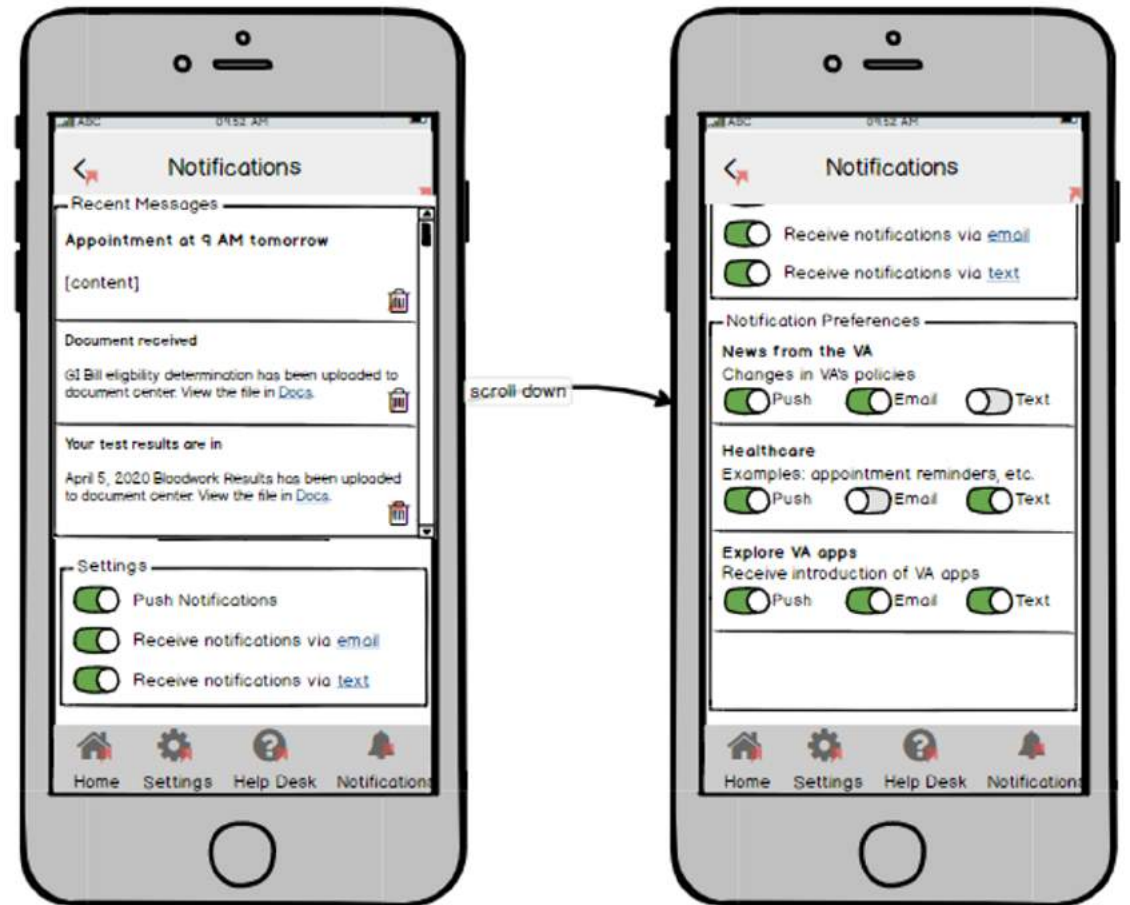 ABC 09:52 AM
Notifications
Recent Messages
Appointment at 9 AM tomorrow
[content]
Document received
GI Bill eligbility determination has been uploaded to
document center. View the file in Docs.
Your test results are in
April 5, 2020 Bloodwork Results has been uploaded
to document center. View the file in Docs.
Settings
Push Notifications
Receive notifications via email
Receive notifications via text
Home Settings Help Desk Notifications
scroll down
ABC 09:52 AM
Notifications
Receive notifications via email
Receive notifications via text
Notification Preferences
News from the VA
Changes in VA's policies
Push Email Text
Healthcare
Examples: appointment reminders, etc.
Push Email Text
Explore VA apps
Receive introduction of VA apps
Push Email Text
Home Settings Help Desk Notifications